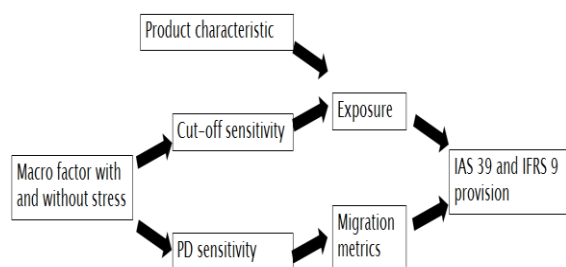 Product characteristic
Cut-off sensitivity
Exposure
Macro factor with
and without stress
IAS 39 and IFRS 9
provision
PD sensitivity
Migration
metrics